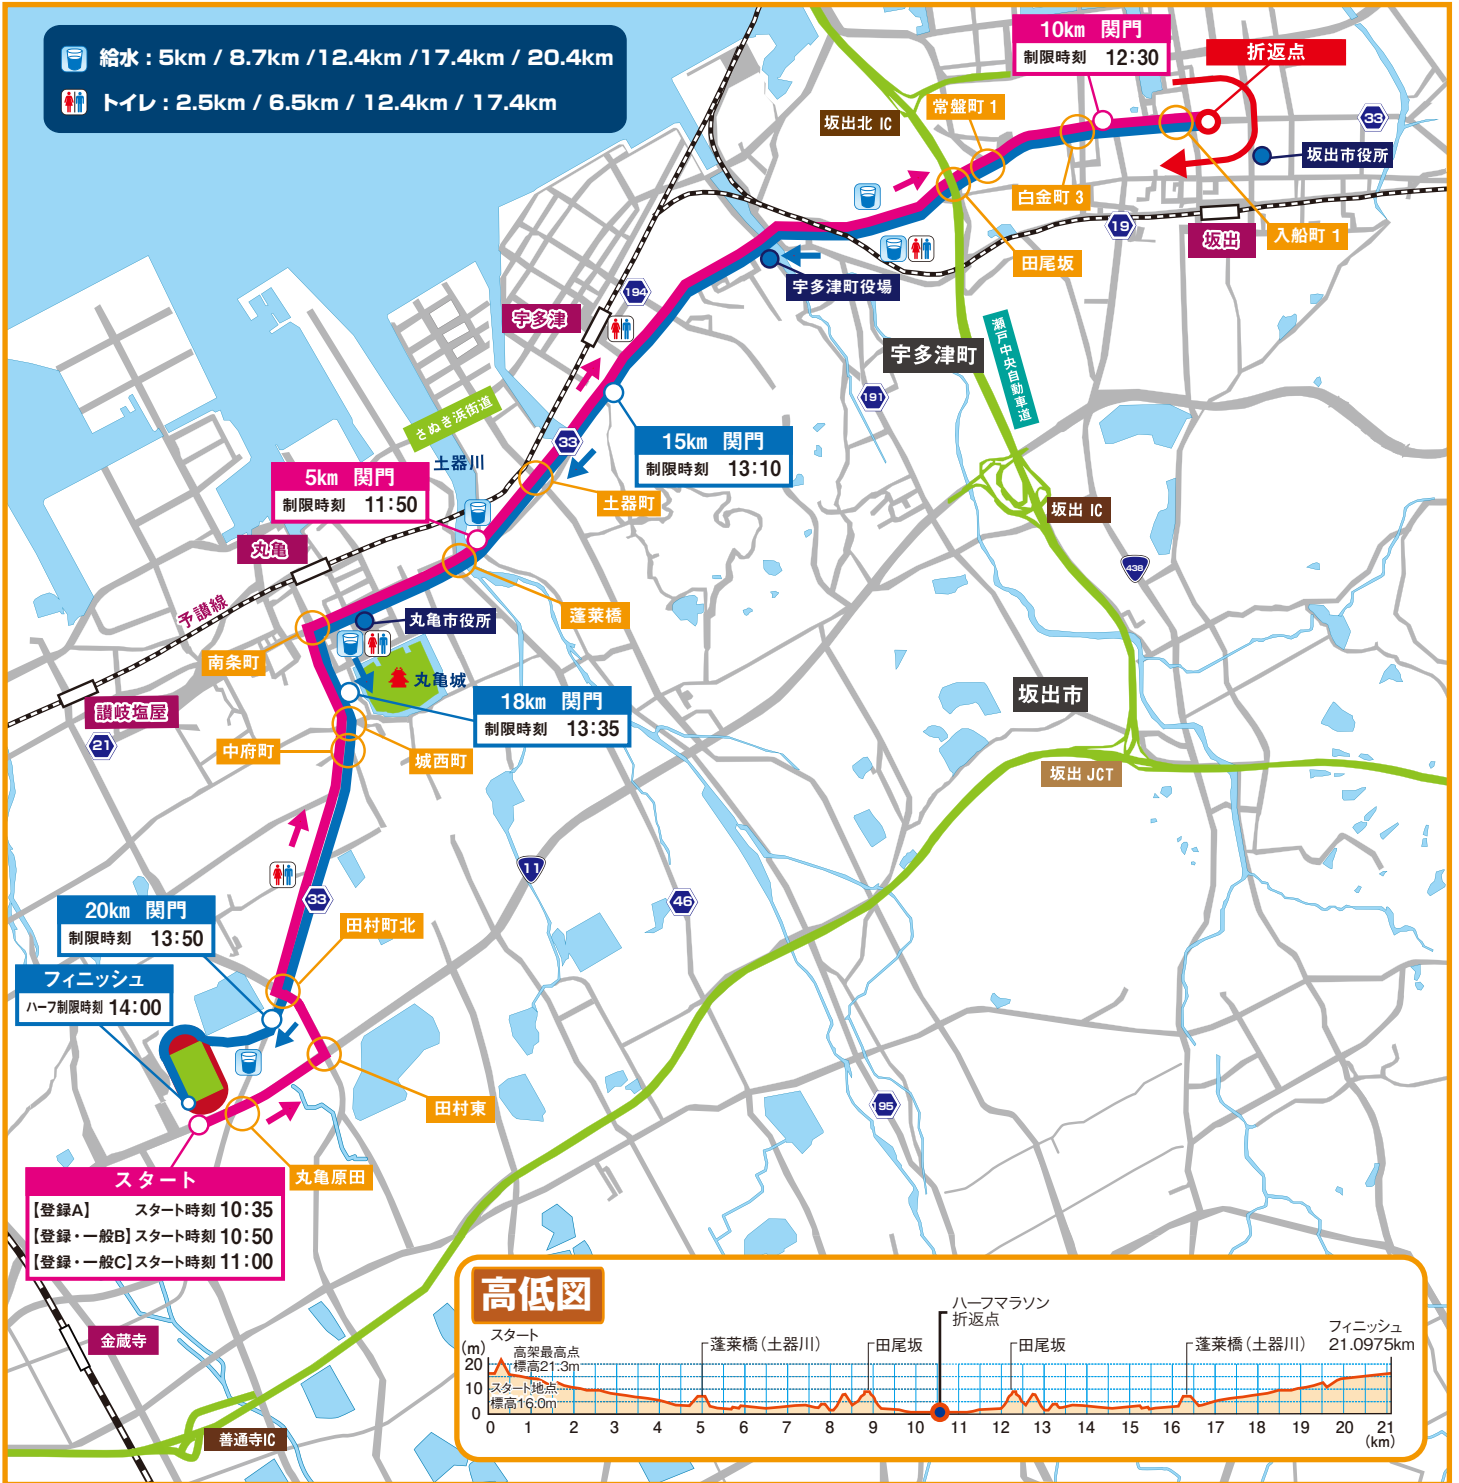 給水：5km / 8.7km /12.4km /17.4km / 20.4km
トイレ：2.5km / 6.5km / 12.4km / 17.4km
10km 関門
制限時刻 12:30
折返点
坂出北 IC
常盤町 1
33
坂出市役所
白金町 3
19
坂出
入船町 1
田尾坂
宇多津町役場
194
宇多津
瀬戸中央自動車道
宇多津町
191
さぬき浜街道
33
15km 関門
制限時刻 13:10
土器川
5km 関門
制限時刻 11:50
土器町
坂出 IC
丸亀
438
予讃線
丸亀市役所
蓬莱橋
南条町
丸亀城
18km 関門
制限時刻 13:35
坂出市
讃岐塩屋
21
中府町
城西町
坂出 JCT
11
33
46
20km 関門
制限時刻 13:50
田村町北
フィニッシュ
ハーフ制限時刻 14:00
田村東
195
丸亀原田
スタート
【登録A】 スタート時刻 10:35
【登録・一般B】スタート時刻 10:50
【登録・一般C】スタート時刻 11:00
金蔵寺
善通寺IC
高低図
ハーフマラソン
折返点
スタート
高架最高点
標高21.3m
スタート地点
標高16.0m
蓬莱橋（土器川）
田尾坂
田尾坂
蓬莱橋（土器川）
フィニッシュ
21.0975km
(m)
20
10
0
0 1 2 3 4 5 6 7 8 9 10 11 12 13 14 15 16 17 18 19 20 21
(km)